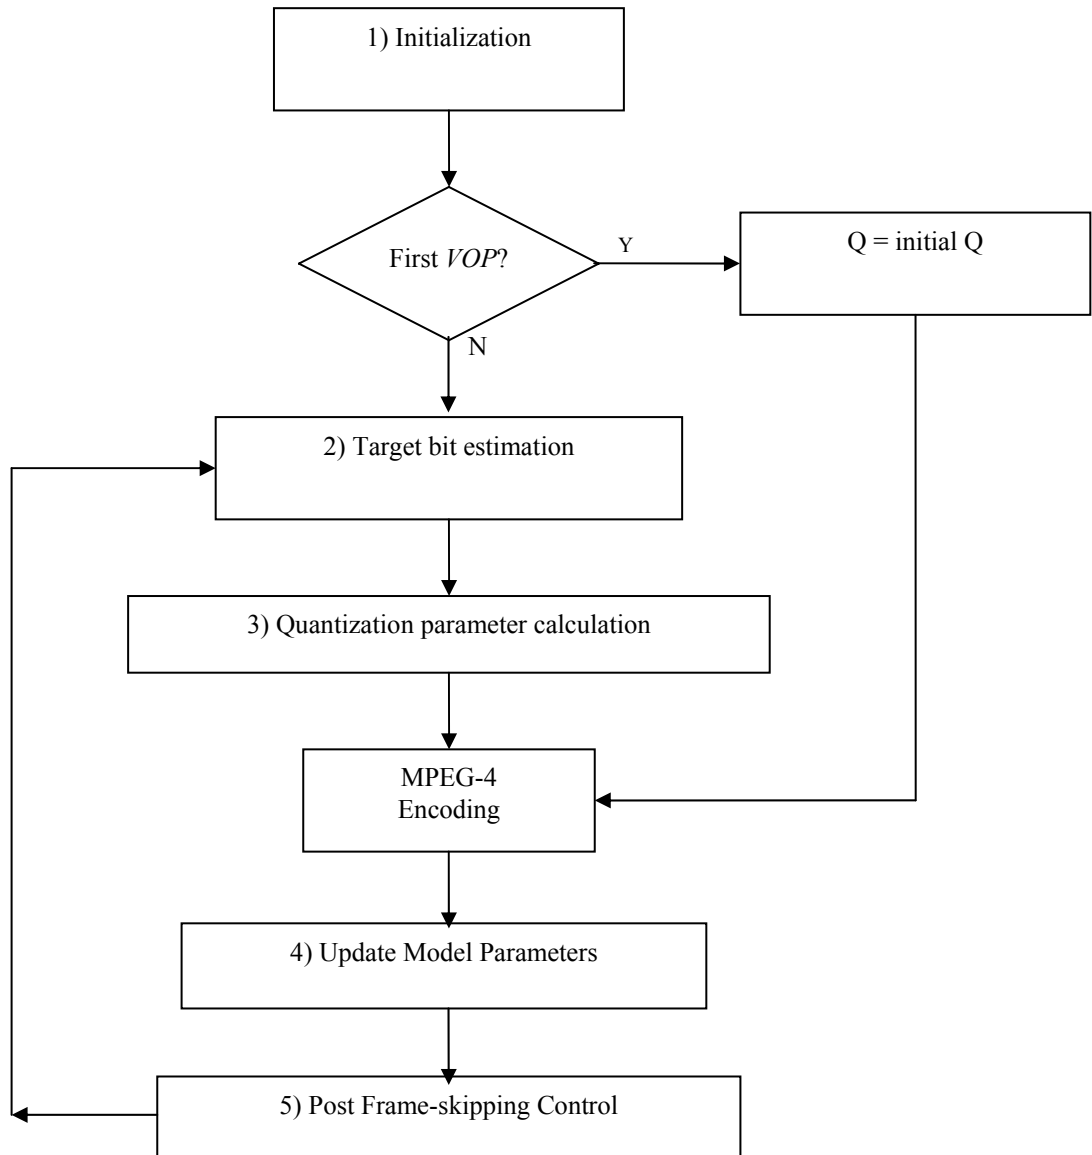 1) Initialization
First VOP?
Y
Q = initial Q
N
2) Target bit estimation
3) Quantization parameter calculation
MPEG-4
Encoding
4) Update Model Parameters
5) Post Frame-skipping Control